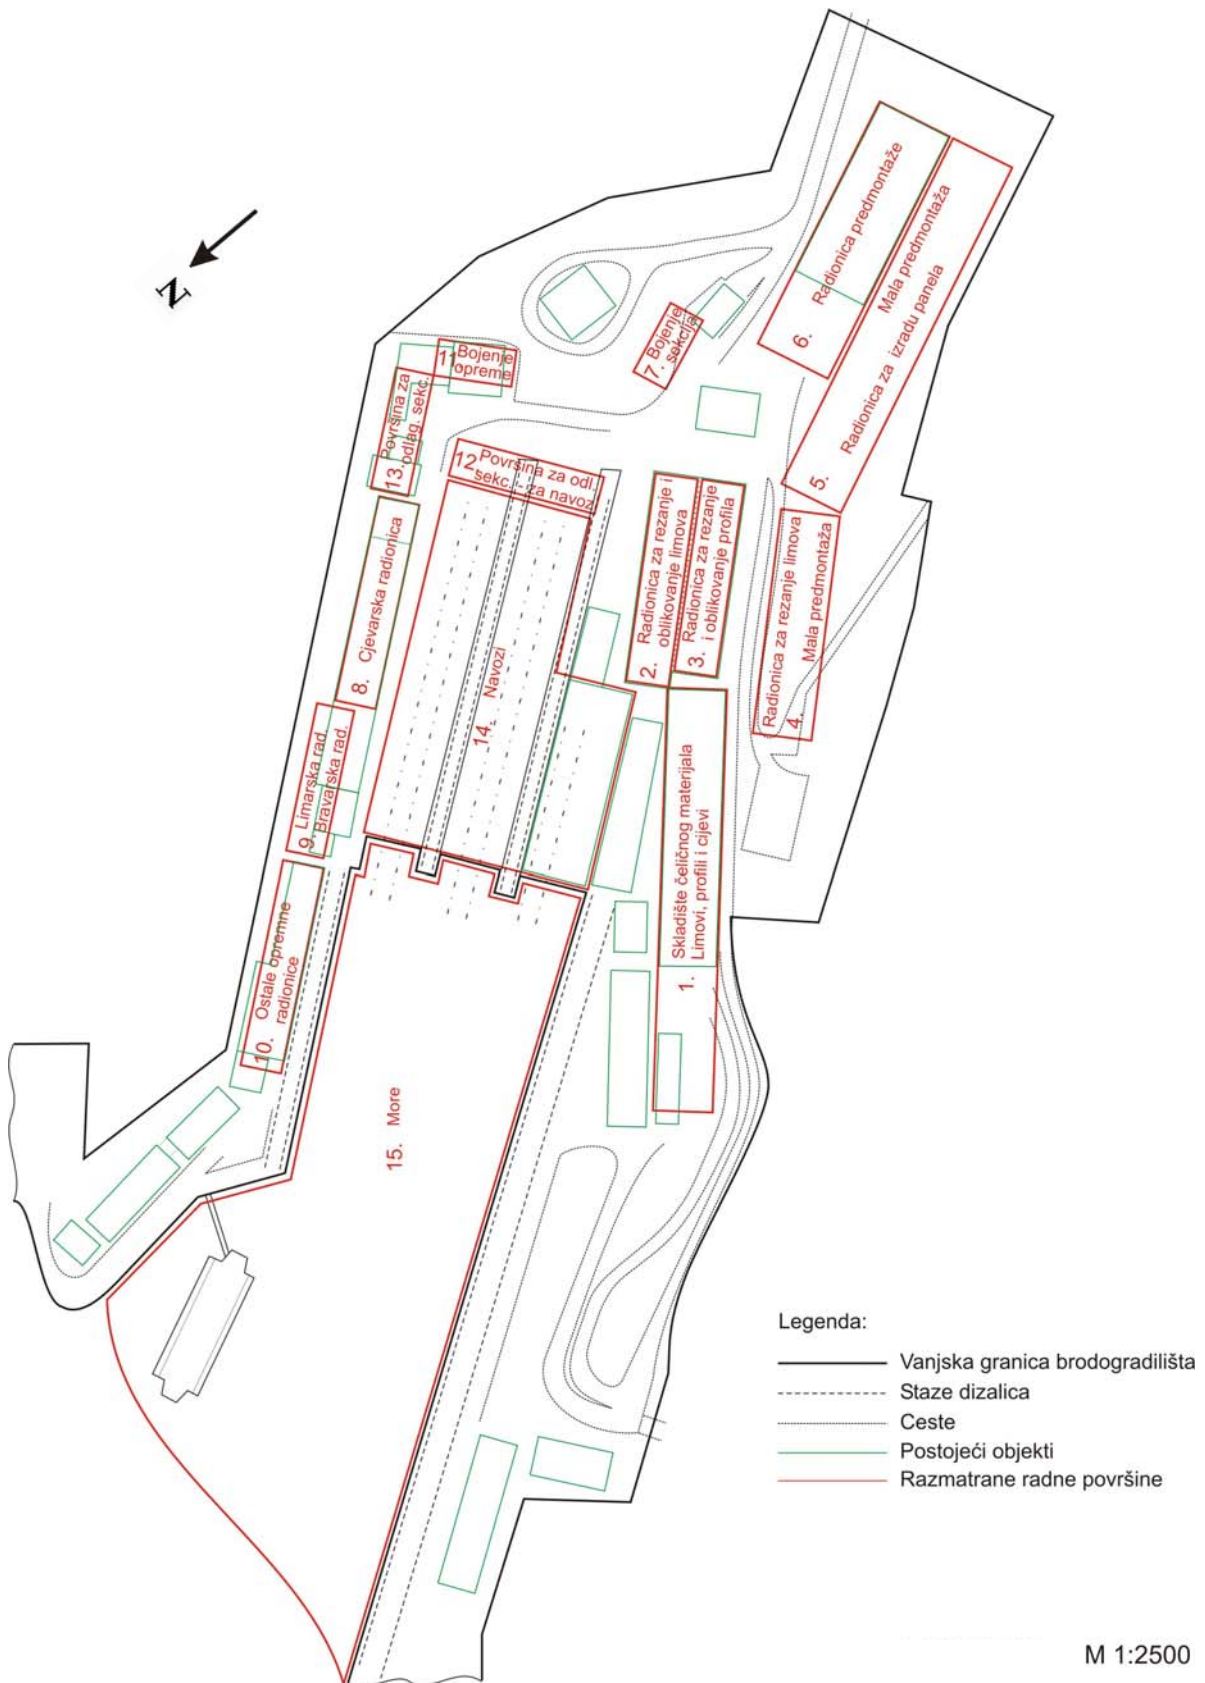 N
6. Radionica predmontaže
Mala predmontaža
5. Radionica za izradu panela
7. Bojenje
sekcija
11. Bojenje
opreme
13. Površina za
odlag. sekc.
12. Površina za odl.
sekc. - za navoz
2. Radionica za rezanje i
oblikovanje limova
3. Radionica za rezanje
i oblikovanje profila
Radionica za rezanje limova
4. Mala predmontaža
8. Cjevarska radionica
14. Navozi
9. Limarska rad.
Bravarska rad.
1. Skladište čeličnog materijala
Limovi, profili i cijevi
10. Ostale opremne
radionice
15. More
Legenda:
Vanjska granica brodogradilišta
Staze dizalica
Ceste
Postojeći objekti
Razmatrane radne površine
M 1:2500